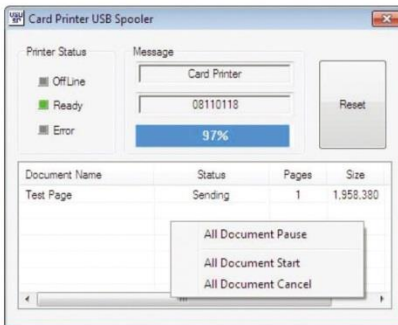 Card Printer USB Spooler
Printer Status
Message
OffLine
Card Printer
Ready
08110118
Reset
Error
97%
Document Name Status Pages Size
Test Page Sending 1 1,958,380
All Document Pause
All Document Start
All Document Cancel